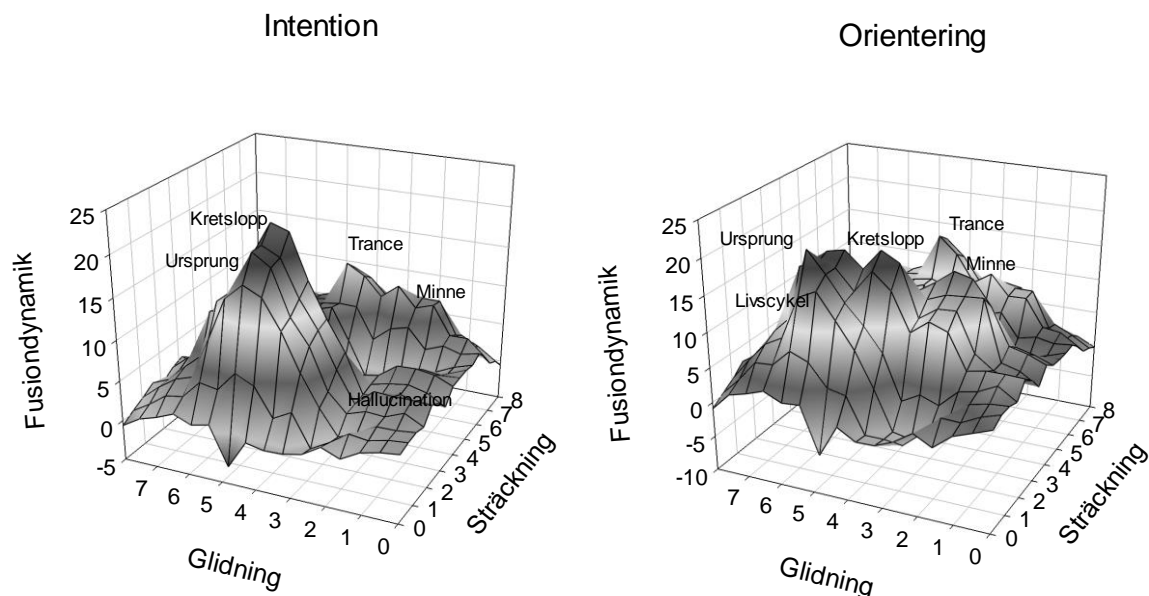 Intention
Kretslopp
Ursprung
Trance
Minne
Hallucination
25
20
15
10
5
0
-5
Fusiondynamik
7
6
5
4
3
2
1
0
Glidning
0
1
2
3
4
5
6
7
8
Sträckning
Orientering
Ursprung
Kretslopp
Trance
Minne
Livscykel
25
20
15
10
5
0
-5
-10
Fusiondynamik
7
6
5
4
3
2
1
0
Glidning
0
1
2
3
4
5
6
7
8
Sträckning